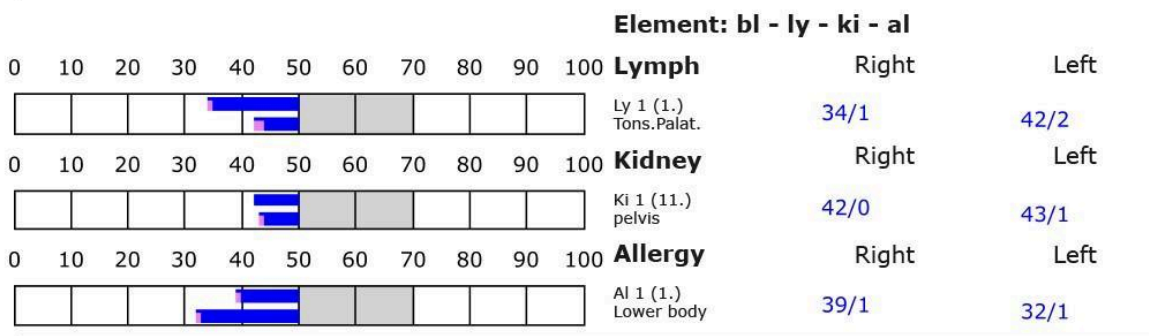 Element: bl - ly - ki - al
0 10 20 30 40 50 60 70 80 90 100 Lymph Right Left
Ly 1 (1.) 34/1 42/2
Tons.Palat.
0 10 20 30 40 50 60 70 80 90 100 Kidney Right Left
Ki 1 (11.) 42/0 43/1
pelvis
0 10 20 30 40 50 60 70 80 90 100 Allergy Right Left
Al 1 (1.) 39/1 32/1
Lower body